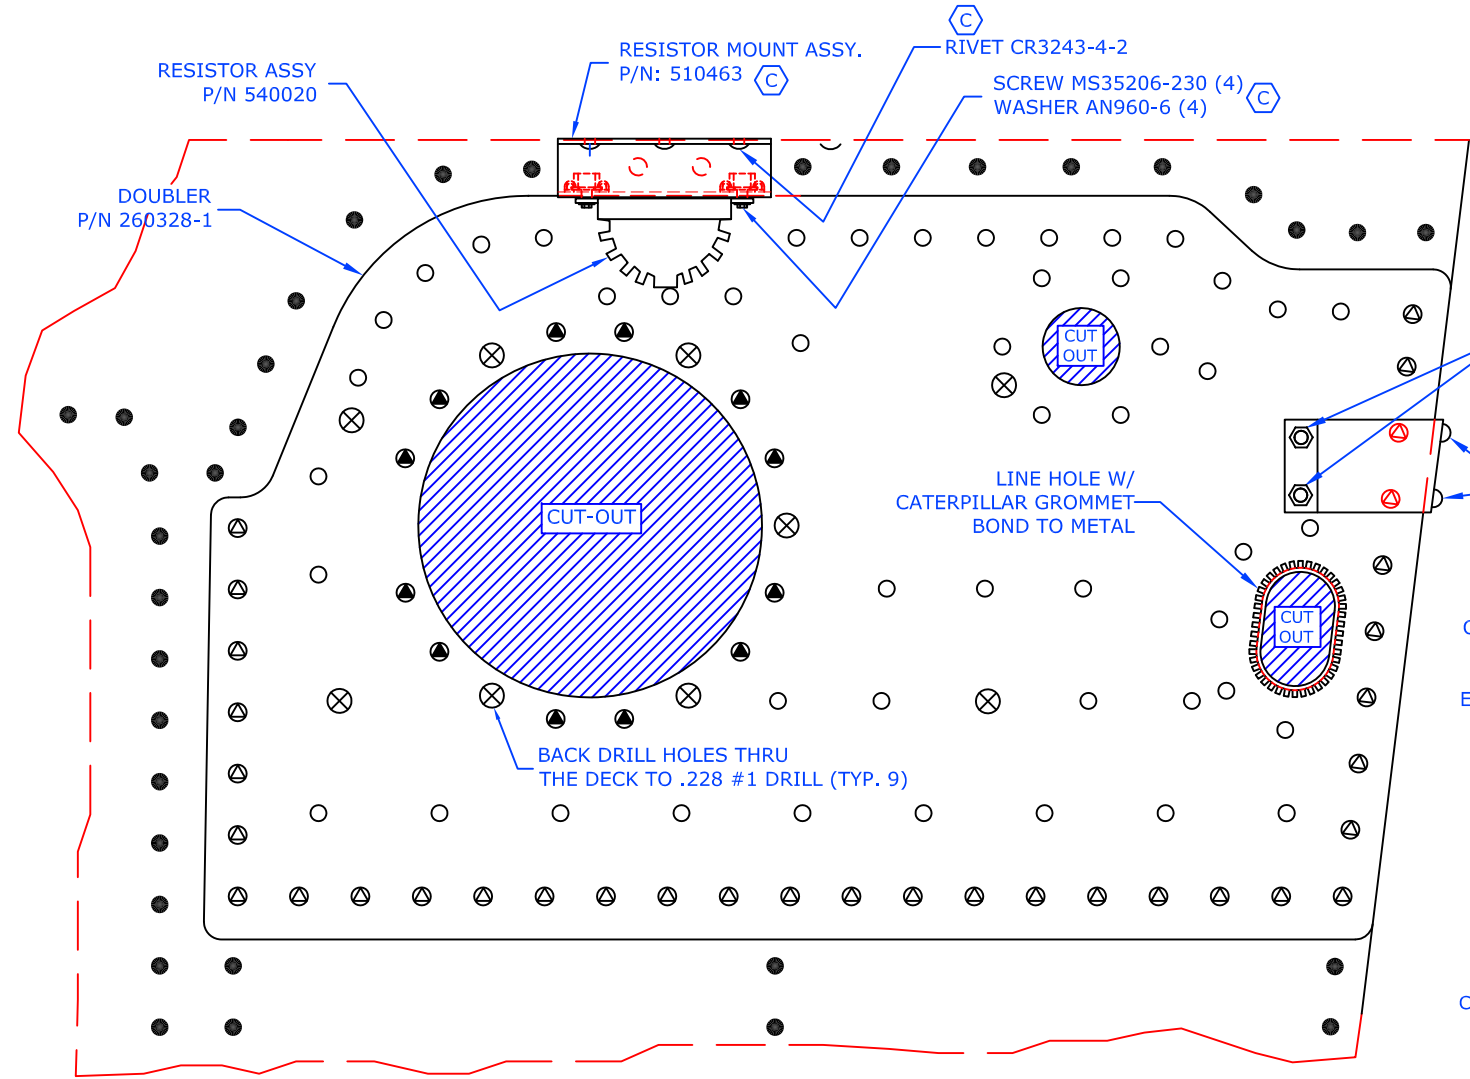 C
RIVET CR3243-4-2
RESISTOR MOUNT ASSY.
P/N: 510463 C
RESISTOR ASSY
P/N 540020
SCREW MS35206-230 (4)
WASHER AN960-6 (4)
C
DOUBLER
P/N 260328-1
CUT
OUT
LINE HOLE W/
CATERPILLAR GROMMET
BOND TO METAL
CUT-OUT
CUT
OUT
BACK DRILL HOLES THRU
THE DECK TO .228 #1 DRILL (TYP. 9)